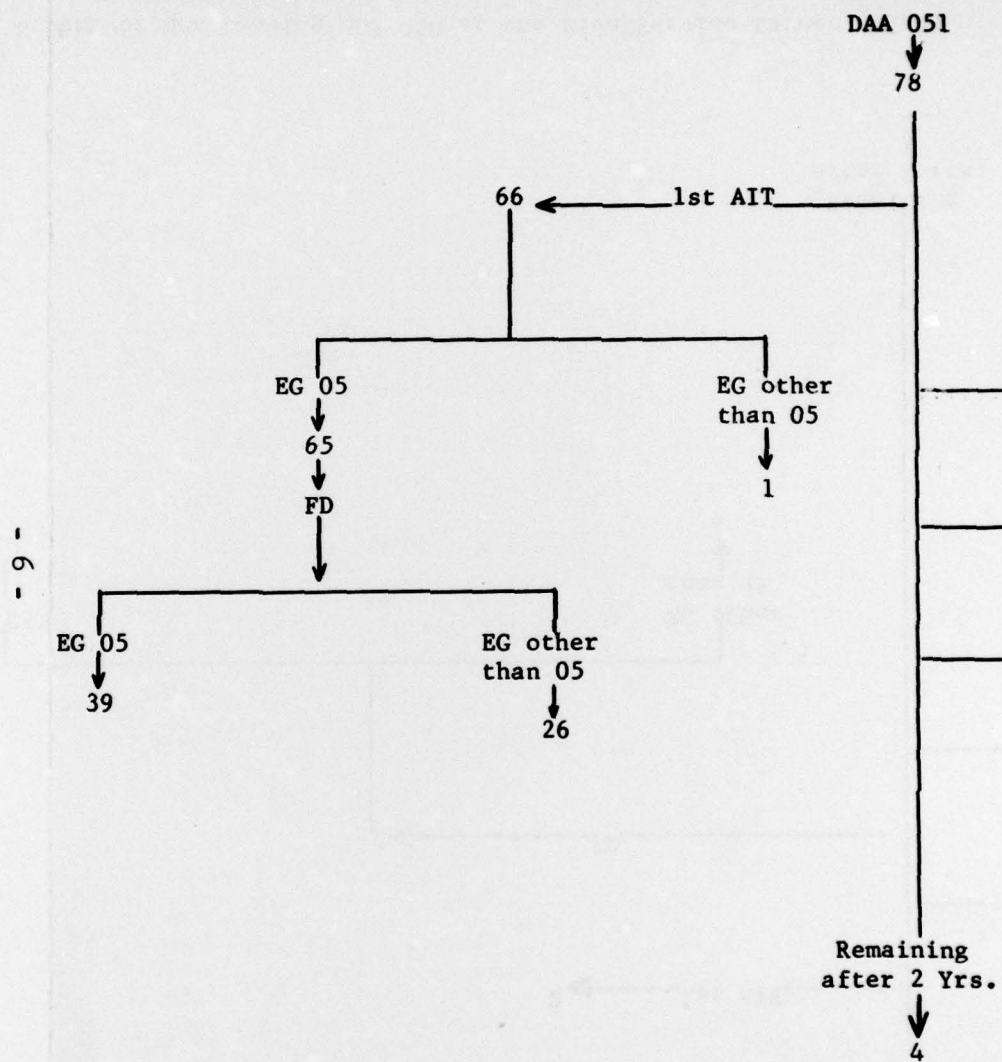 DAA 051
78
66
1st AIT
EG 05
EG other
than 05
65
1
FD
EG 05
EG other
than 05
39
26
Remaining
after 2 Yrs.
4
- 9 -